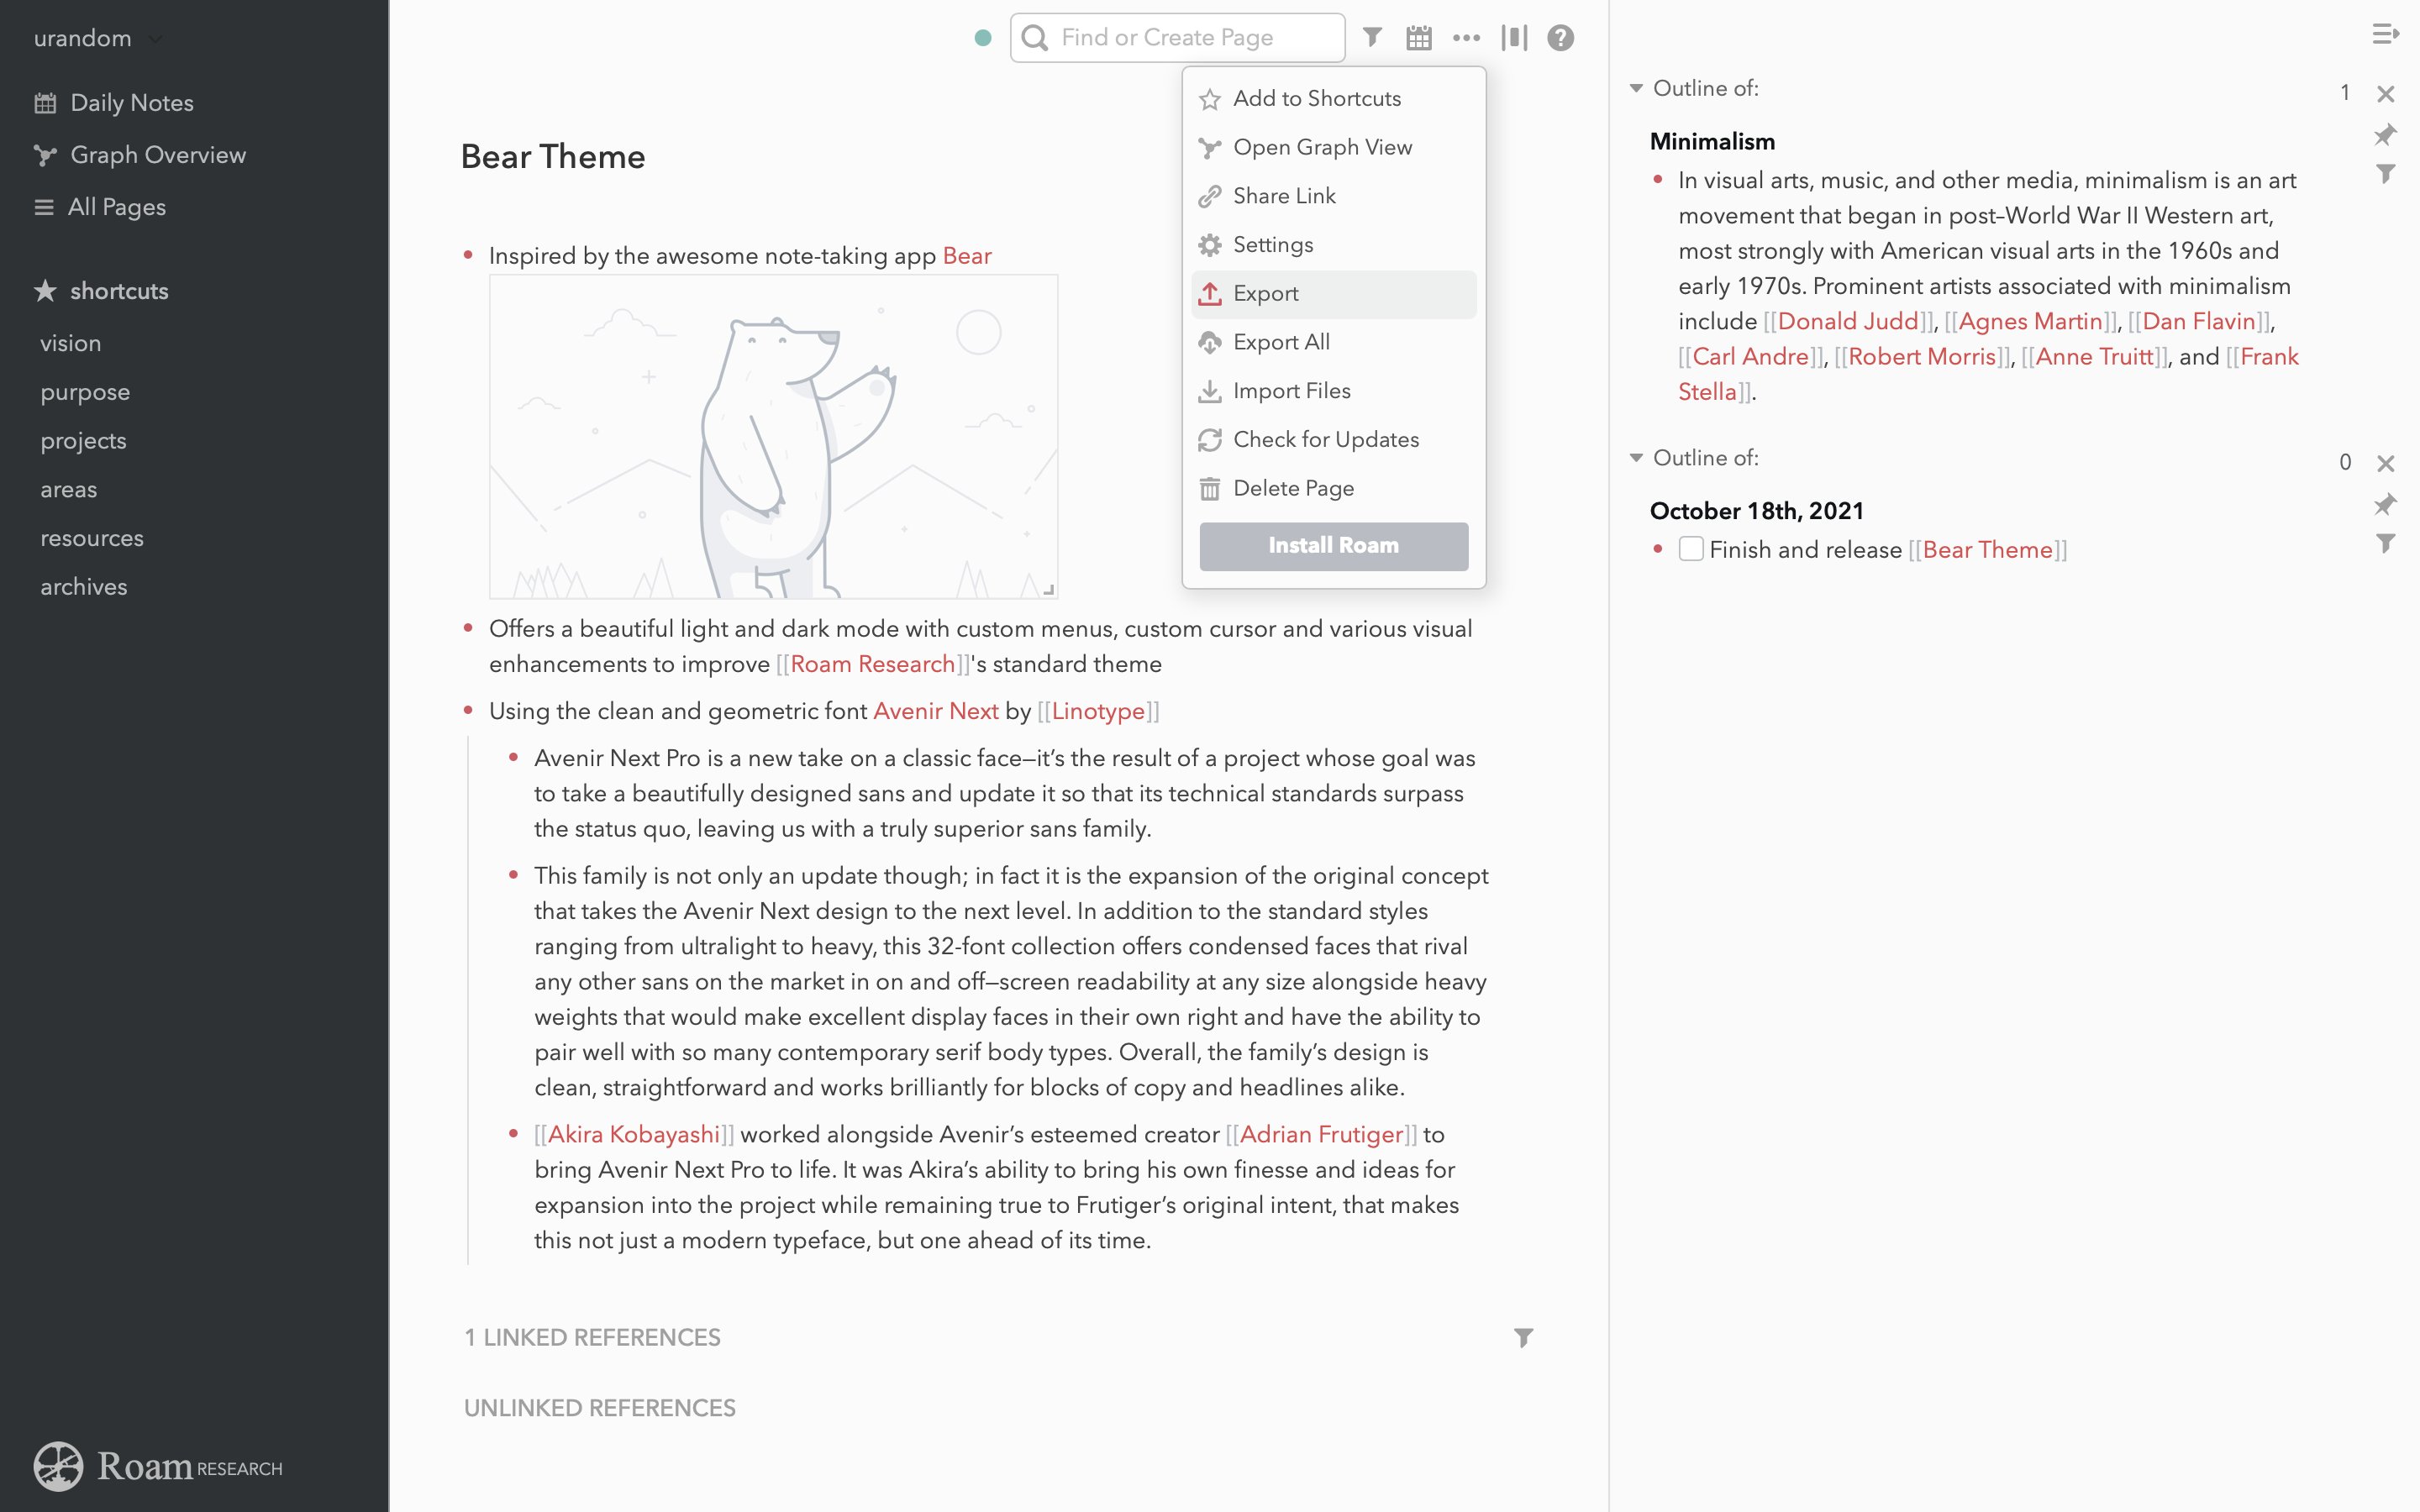 urandom
Daily Notes
Graph Overview
All Pages
shortcuts
vision
purpose
projects
areas
resources
archives
Roam RESEARCH
Find or Create Page
Add to Shortcuts
Open Graph View
Share Link
Settings
Export
Export All
Import Files
Check for Updates
Delete Page
Install Roam
Bear Theme
Inspired by the awesome note-taking app Bear
Offers a beautiful light and dark mode with custom menus, custom cursor and various visual
enhancements to improve [[Roam Research]]'s standard theme
Using the clean and geometric font Avenir Next by [[Linotype]]
Avenir Next Pro is a new take on a classic face—it’s the result of a project whose goal was
to take a beautifully designed sans and update it so that its technical standards surpass
the status quo, leaving us with a truly superior sans family.
This family is not only an update though; in fact it is the expansion of the original concept
that takes the Avenir Next design to the next level. In addition to the standard styles
ranging from ultralight to heavy, this 32-font collection offers condensed faces that rival
any other sans on the market in on and off—screen readability at any size alongside heavy
weights that would make excellent display faces in their own right and have the ability to
pair well with so many contemporary serif body types. Overall, the family’s design is
clean, straightforward and works brilliantly for blocks of copy and headlines alike.
[[Akira Kobayashi]] worked alongside Avenir’s esteemed creator [[Adrian Frutiger]] to
bring Avenir Next Pro to life. It was Akira’s ability to bring his own finesse and ideas for
expansion into the project while remaining true to Frutiger’s original intent, that makes
this not just a modern typeface, but one ahead of its time.
1 LINKED REFERENCES
UNLINKED REFERENCES
Outline of:
1
Minimalism
In visual arts, music, and other media, minimalism is an art
movement that began in post–World War II Western art,
most strongly with American visual arts in the 1960s and
early 1970s. Prominent artists associated with minimalism
include [[Donald Judd]], [[Agnes Martin]], [[Dan Flavin]],
[[Carl Andre]], [[Robert Morris]], [[Anne Truitt]], and [[Frank
Stella]].
Outline of:
0
October 18th, 2021
Finish and release [[Bear Theme]]